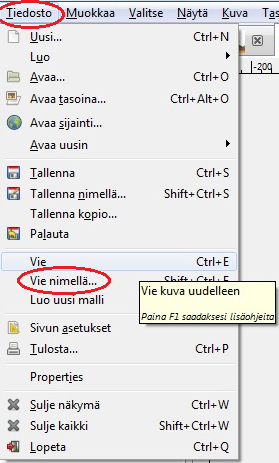 Tiedosto Muokkaa Valitse Näytä Kuva Tas
-200
Uusi... Ctrl+N
Luo
Avaa... Ctrl+O
Avaa tasoina... Ctrl+Alt+O
Avaa sijainti...
Avaa uusin
Tallenna Ctrl+S
Tallenna nimellä... Shift+Ctrl+S
Tallenna kopio...
Palauta
Vie Ctrl+E
Vie nimellä... Shift+Ctrl+E
Vie kuva uudelleen
Luo uusi malli
Paina F1 saadaksesi lisäohjeita
Sivun asetukset
Tulosta... Ctrl+P
Propertjes
Sulje näkymä Ctrl+W
Sulje kaikki Shift+Ctrl+W
Lopeta Ctrl+Q